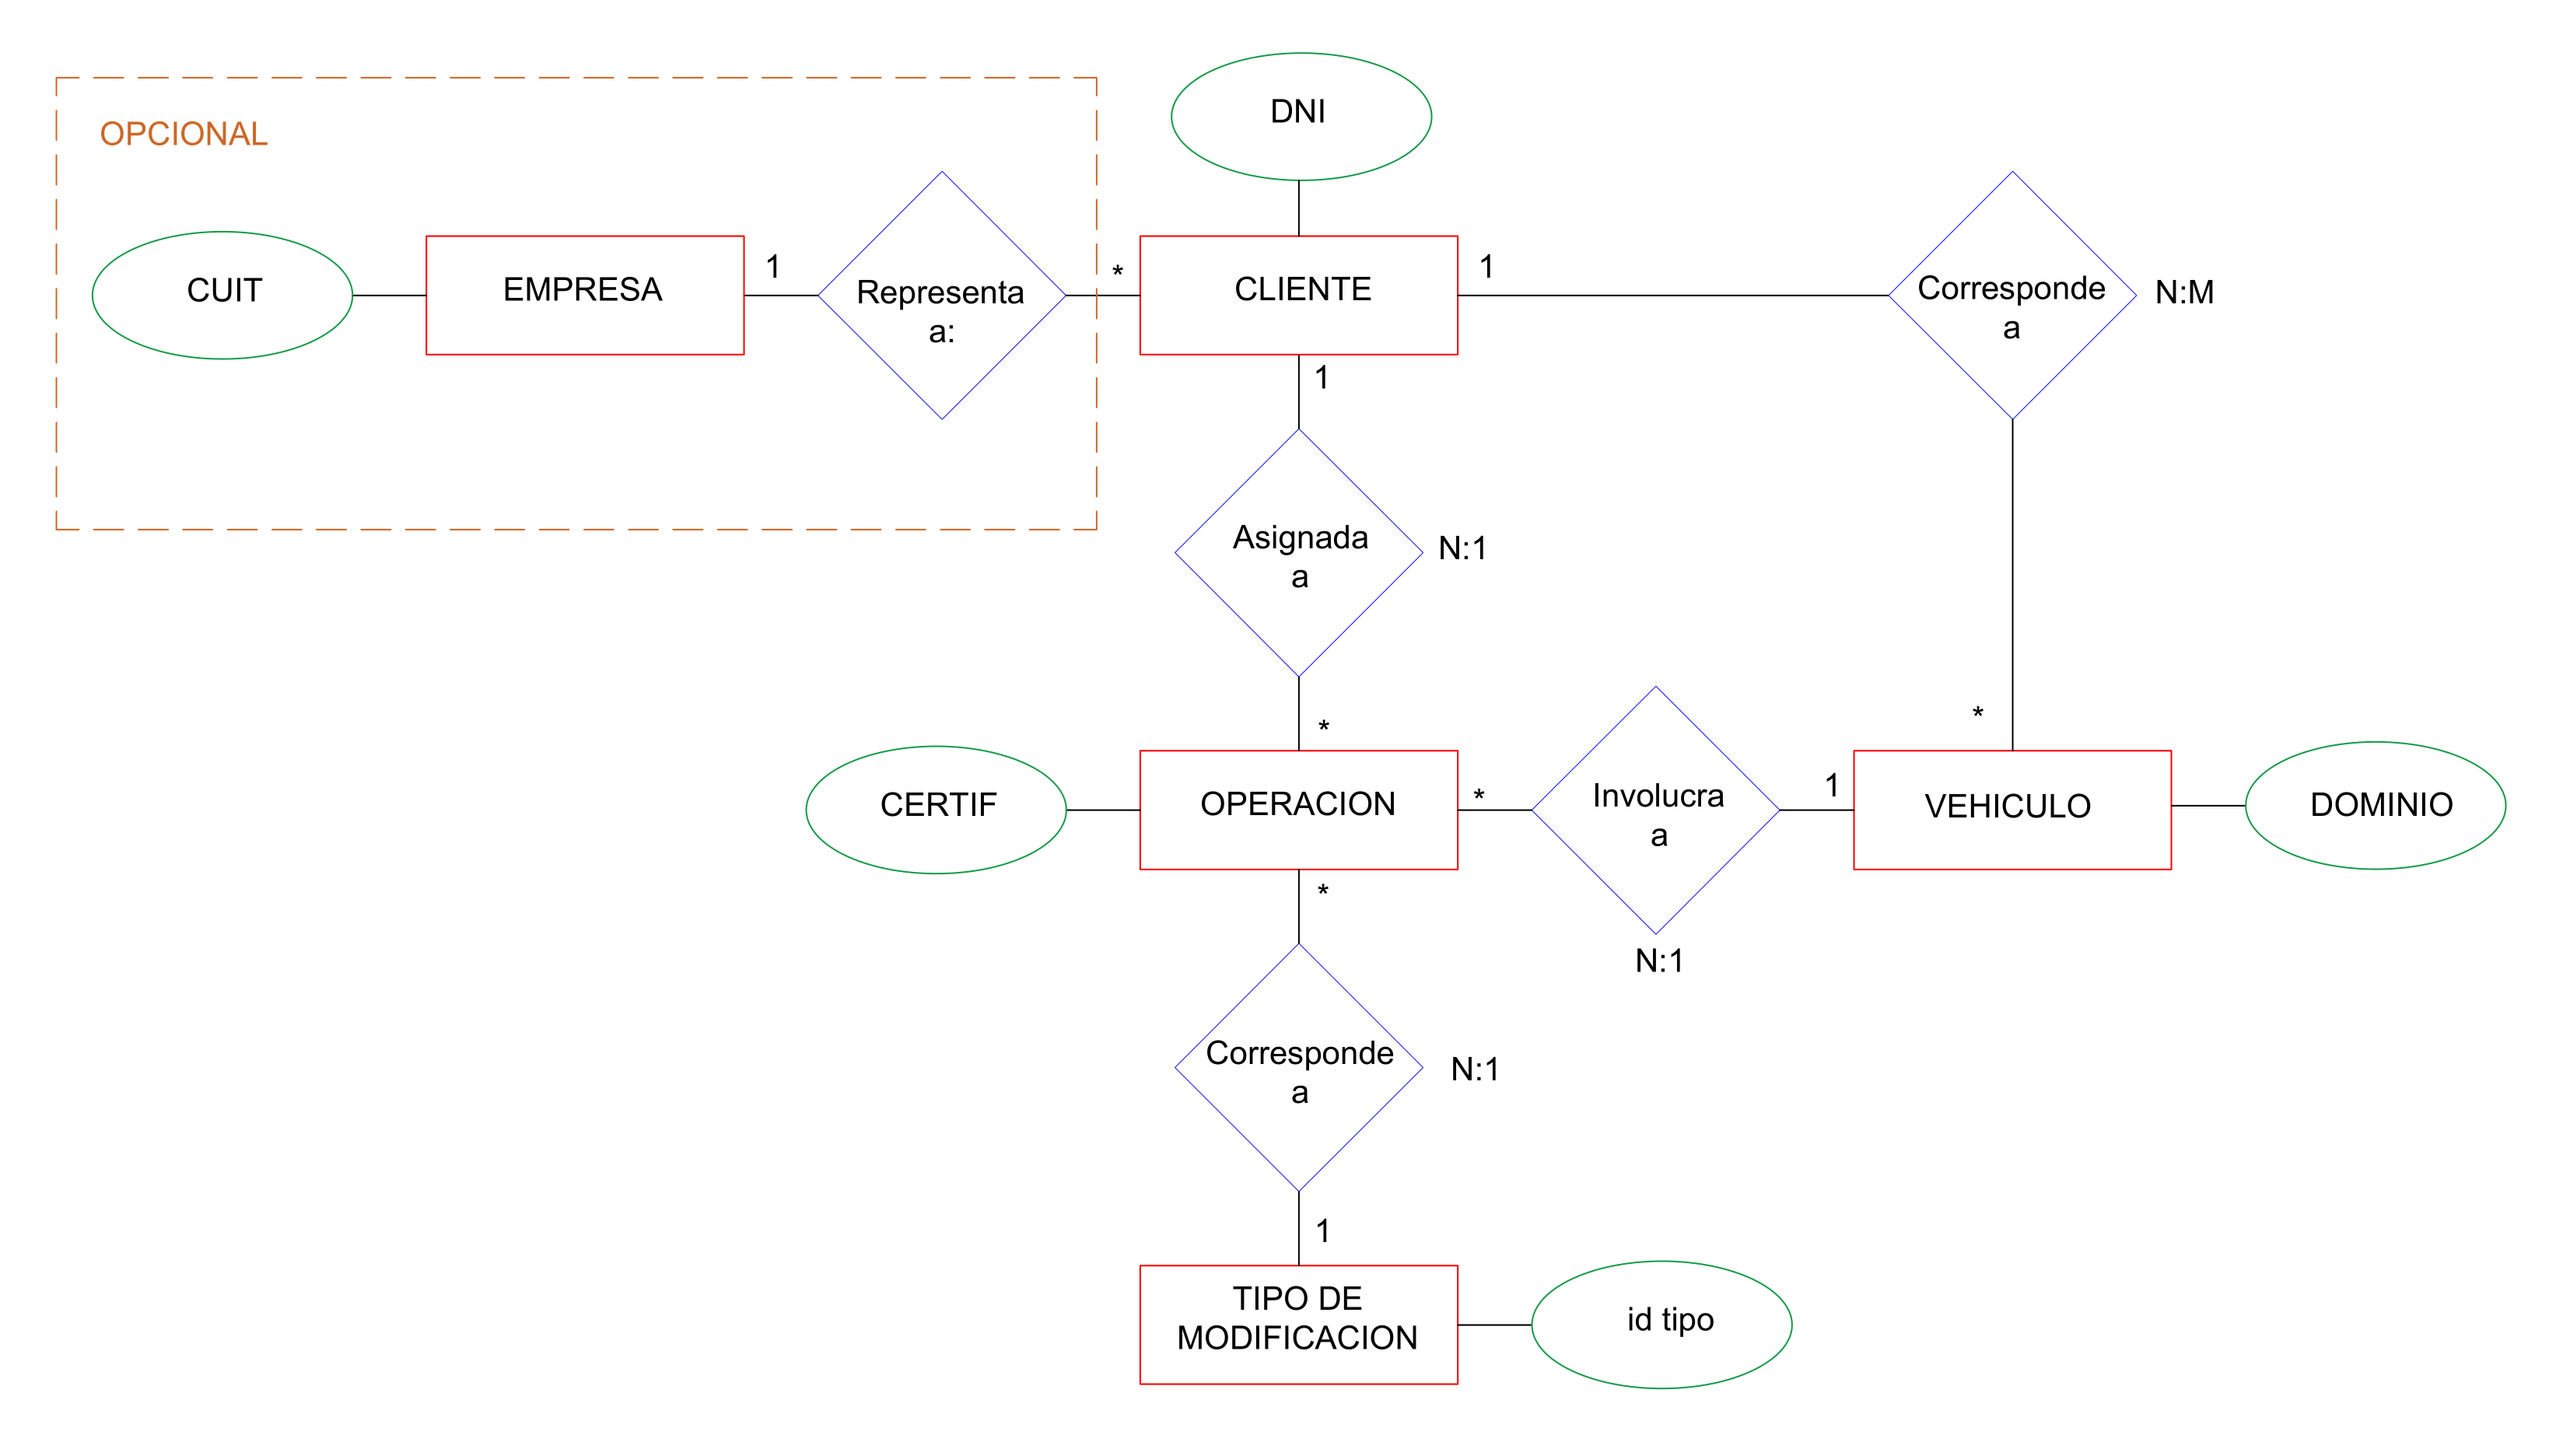 DNI
OPCIONAL
CUIT
EMPRESA
1
Representa
a:
*
CLIENTE
1
Corresponde
a
N:M
1
Asignada
a
N:1
*
*
CERTIF
OPERACION
*
Involucra
a
1
VEHICULO
DOMINIO
*
N:1
Corresponde
a
N:1
1
TIPO DE
MODIFICACION
id tipo